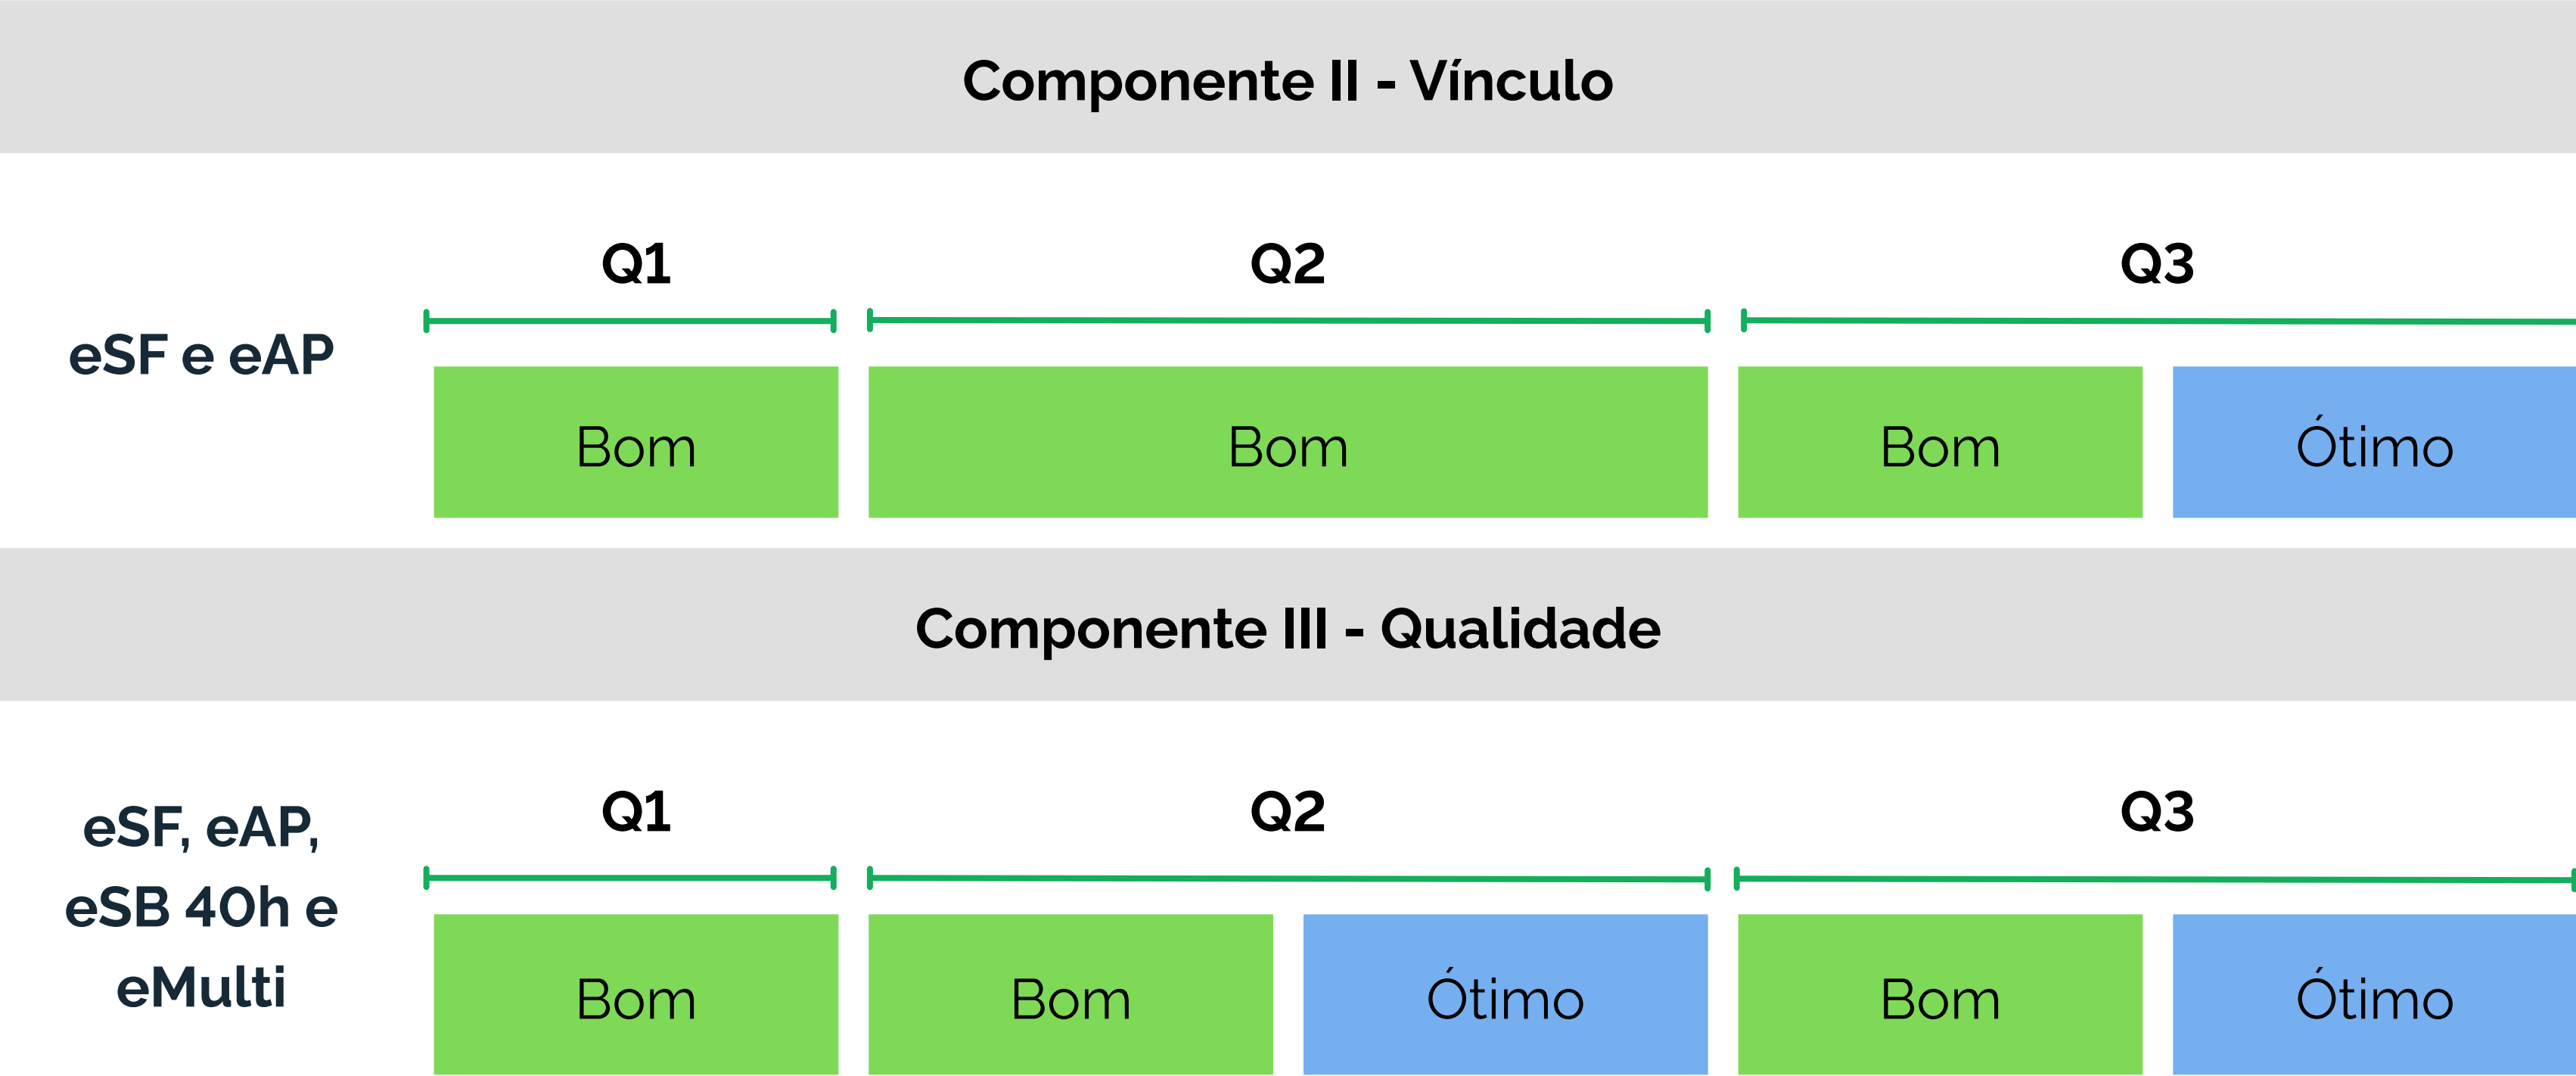 Componente II - Vínculo
Q1 Q2 Q3
eSF e eAP
Bom Bom Bom Ótimo
Componente III - Qualidade
Q1 Q2 Q3
eSF, eAP,
eSB 40h e
eMulti
Bom Bom Ótimo Bom Ótimo